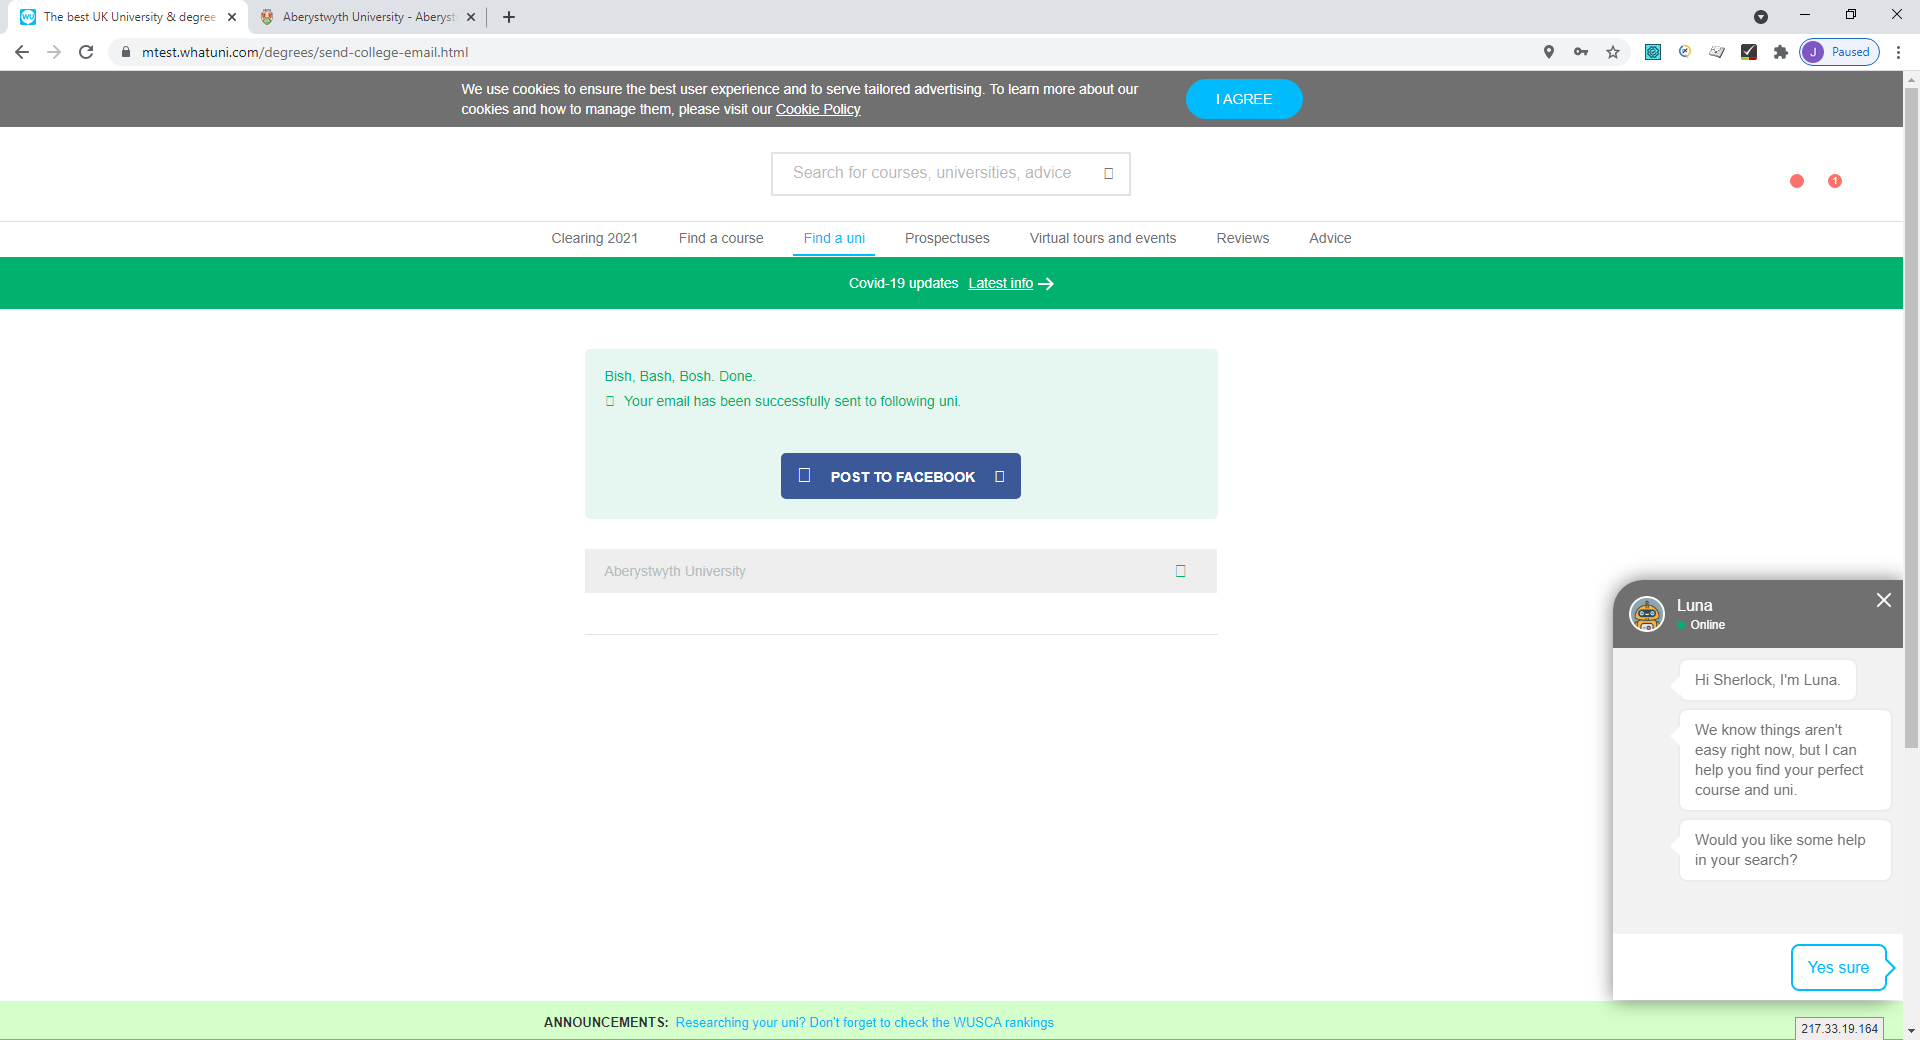 The best UK University & degree
Aberystwyth University - Aberyst
mtest.whatuni.com/degrees/send-college-email.html
J Paused
We use cookies to ensure the best user experience and to serve tailored advertising. To learn more about our
cookies and how to manage them, please visit our Cookie Policy
I AGREE
Search for courses, universities, advice
1
Clearing 2021 Find a course Find a uni Prospectuses Virtual tours and events Reviews Advice
Covid-19 updates Latest info
Bish, Bash, Bosh. Done.
Your email has been successfully sent to following uni.
POST TO FACEBOOK
Aberystwyth University
Luna
Online
Hi Sherlock, I'm Luna.
We know things aren't
easy right now, but I can
help you find your perfect
course and uni.
Would you like some help
in your search?
Yes sure
ANNOUNCEMENTS: Researching your uni? Don't forget to check the WUSCA rankings
217.33.19.164